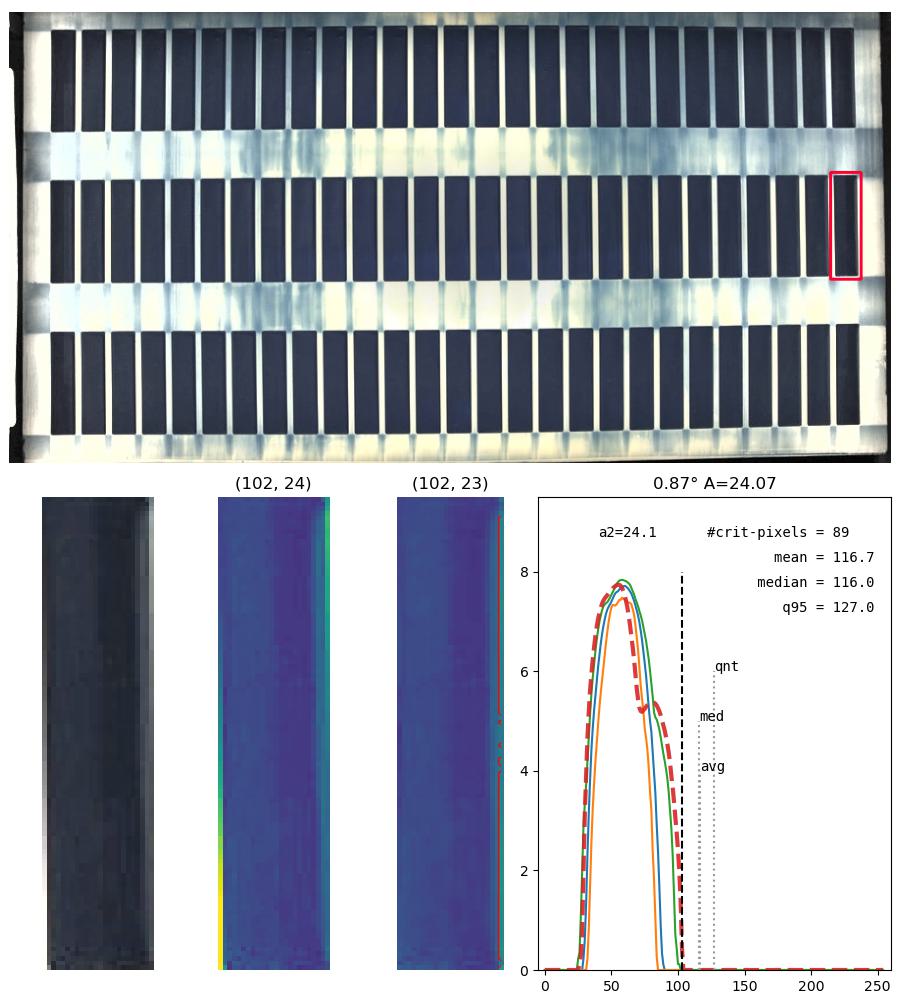 (102, 24)
(102, 23)
0.87° A=24.07
a2=24.1
#crit-pixels = 89
mean = 116.7
median = 116.0
q95 = 127.0
qnt
med
avg
8
6
4
2
0
0 50 100 150 200 250